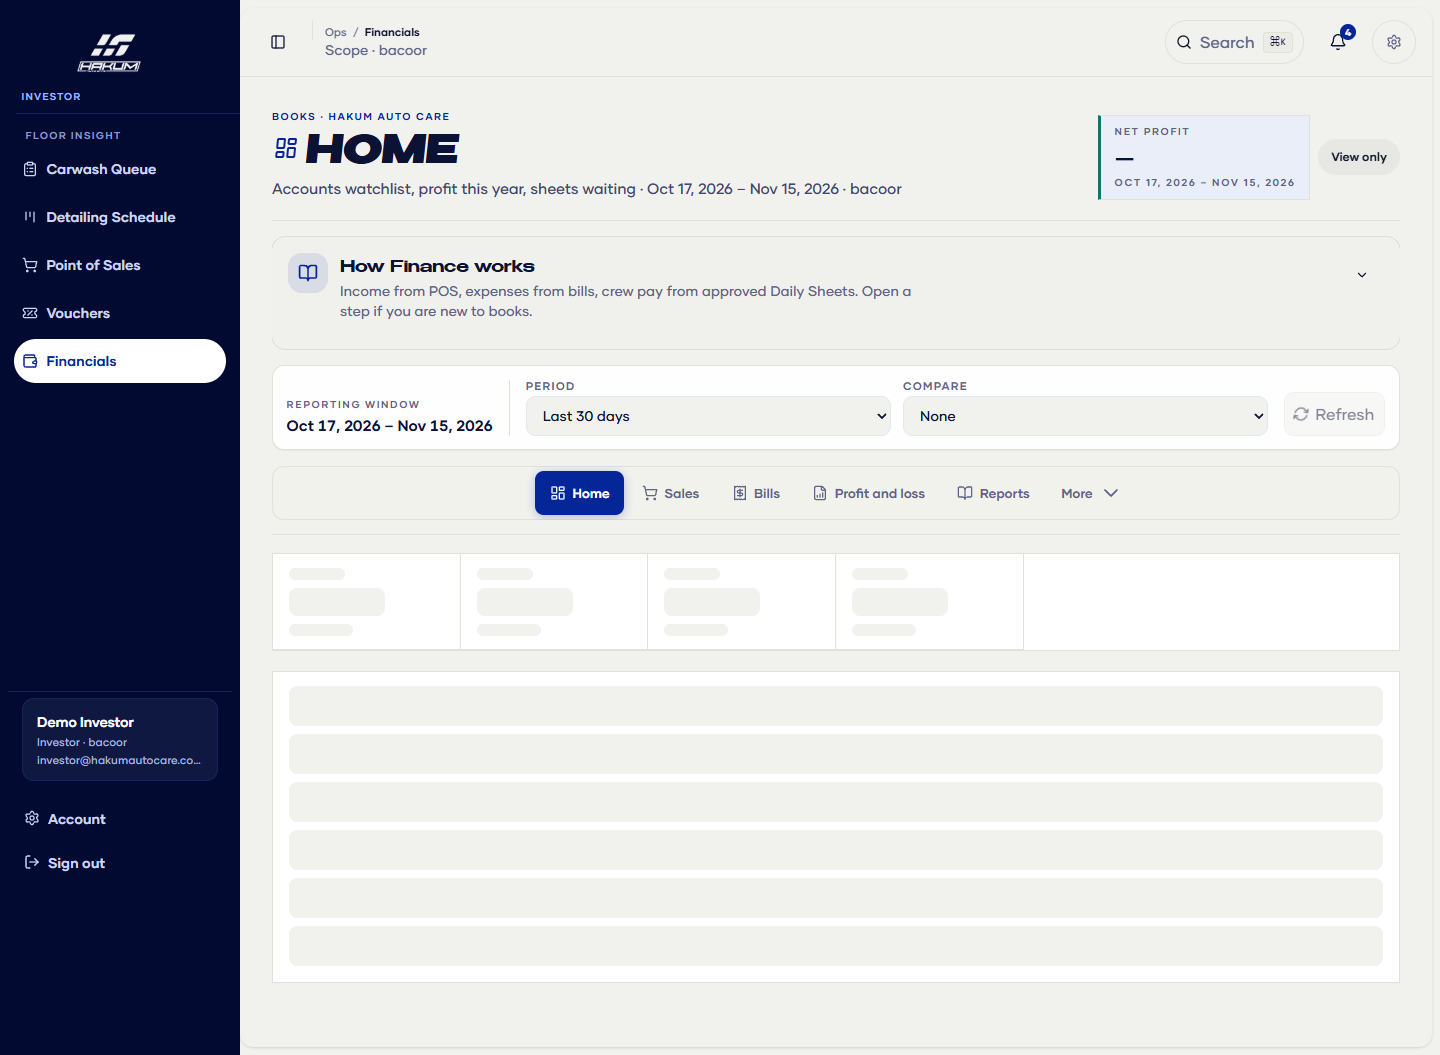 HAKUM
INVESTOR
FLOOR INSIGHT
Carwash Queue
Detailing Schedule
Point of Sales
Vouchers
Financials
Demo Investor
Investor · bacoor
investor@hakumautocare.co...
Account
Sign out
Ops / Financials
Scope · bacoor
Search ⌘K
4
BOOKS · HAKUM AUTO CARE
HOME
Accounts watchlist, profit this year, sheets waiting · Oct 17, 2026 – Nov 15, 2026 · bacoor
NET PROFIT
—
OCT 17, 2026 – NOV 15, 2026
View only
How Finance works
Income from POS, expenses from bills, crew pay from approved Daily Sheets. Open a
step if you are new to books.
REPORTING WINDOW
Oct 17, 2026 – Nov 15, 2026
PERIOD
Last 30 days
COMPARE
None
Refresh
Home
Sales
Bills
Profit and loss
Reports
More